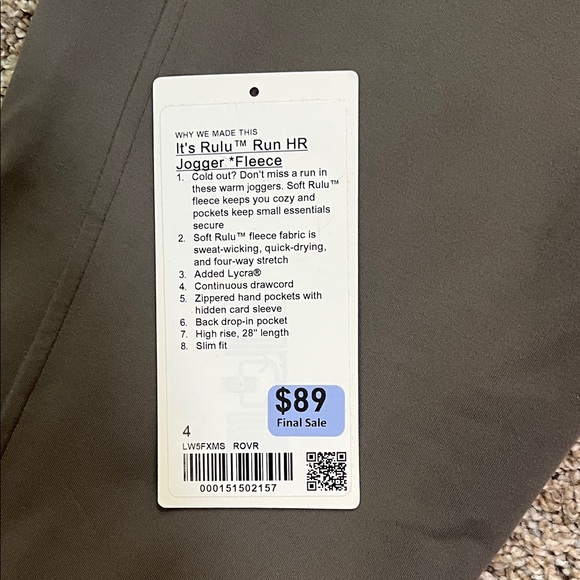 WHY WE MADE THIS
It's Rulu™ Run HR
Jogger *Fleece
1. Cold out? Don't miss a run in
these warm joggers. Soft Rulu™
fleece keeps you cozy and
pockets keep small essentials
secure
2. Soft Rulu™ fleece fabric is
sweat-wicking, quick-drying,
and four-way stretch
3. Added Lycra®
4. Continuous drawcord
5. Zippered hand pockets with
hidden card sleeve
6. Back drop-in pocket
7. High rise, 28" length
8. Slim fit
$89
Final Sale
4
LW5FXMS ROVR
000151502157